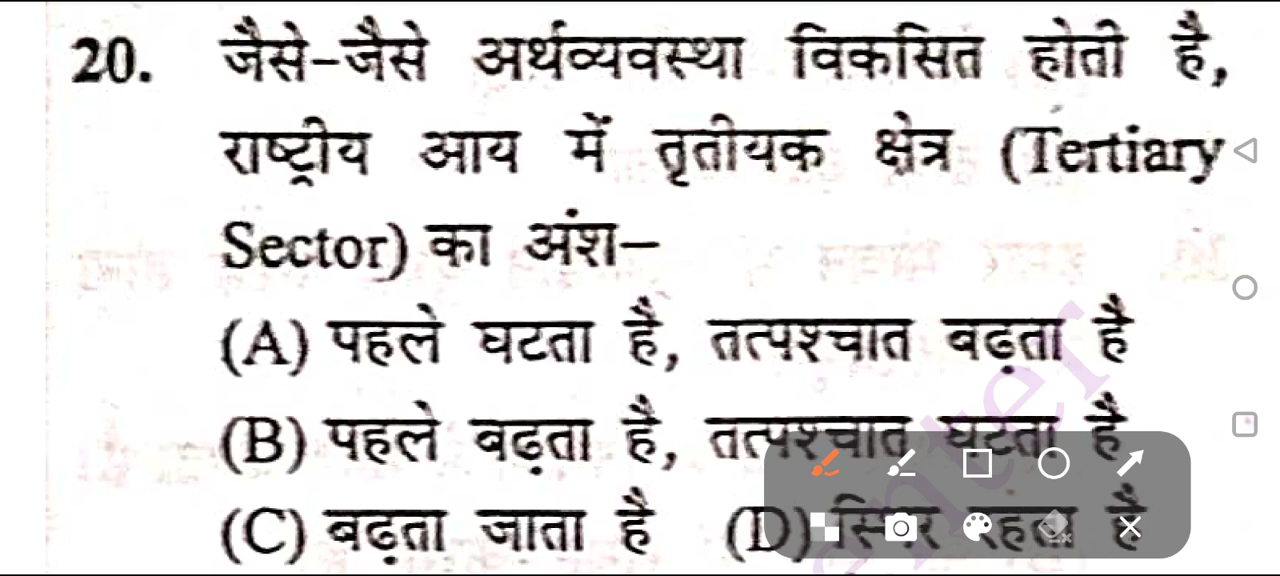 20. जैसे-जैसे अर्थव्यवस्था विकसित होती है,
राष्ट्रीय आय में तृतीयक क्षेत्र (Tertiary
Sector) का अंश–
(A) पहले घटता है, तत्पश्चात बढ़ता है
(B) पहले बढ़ता है, तत्पश्चात घटता है
(C) बढ़ता जाता है (D) स्थिर रहता है